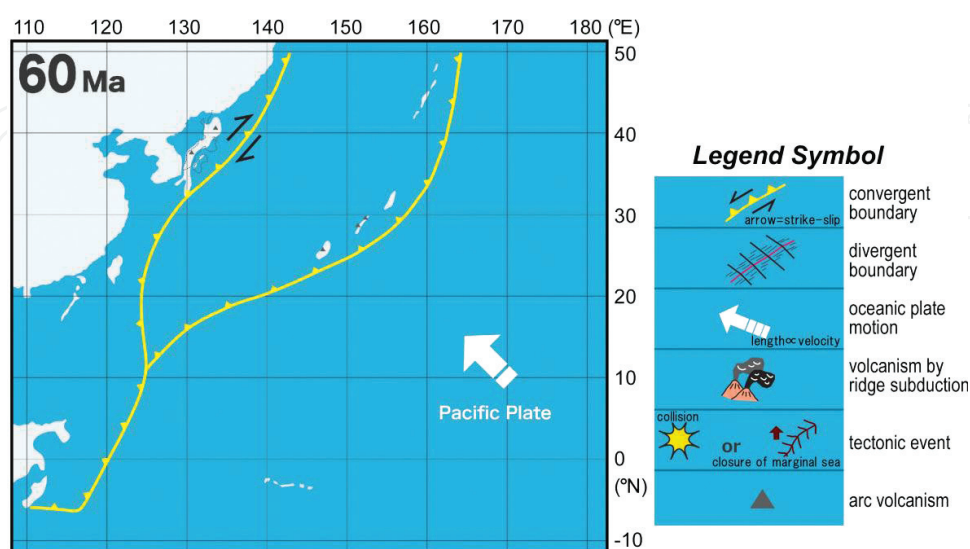 110 120 130 140 150 160 170 180 (°E)
60 Ma
50
40
30
20
10
0
(°N)
-10
Pacific Plate
Legend Symbol
arrow=strike-slip
convergent
boundary
divergent
boundary
length∝velocity
oceanic plate
motion
volcanism by
ridge subduction
collision
or
closure of marginal sea
tectonic event
arc volcanism